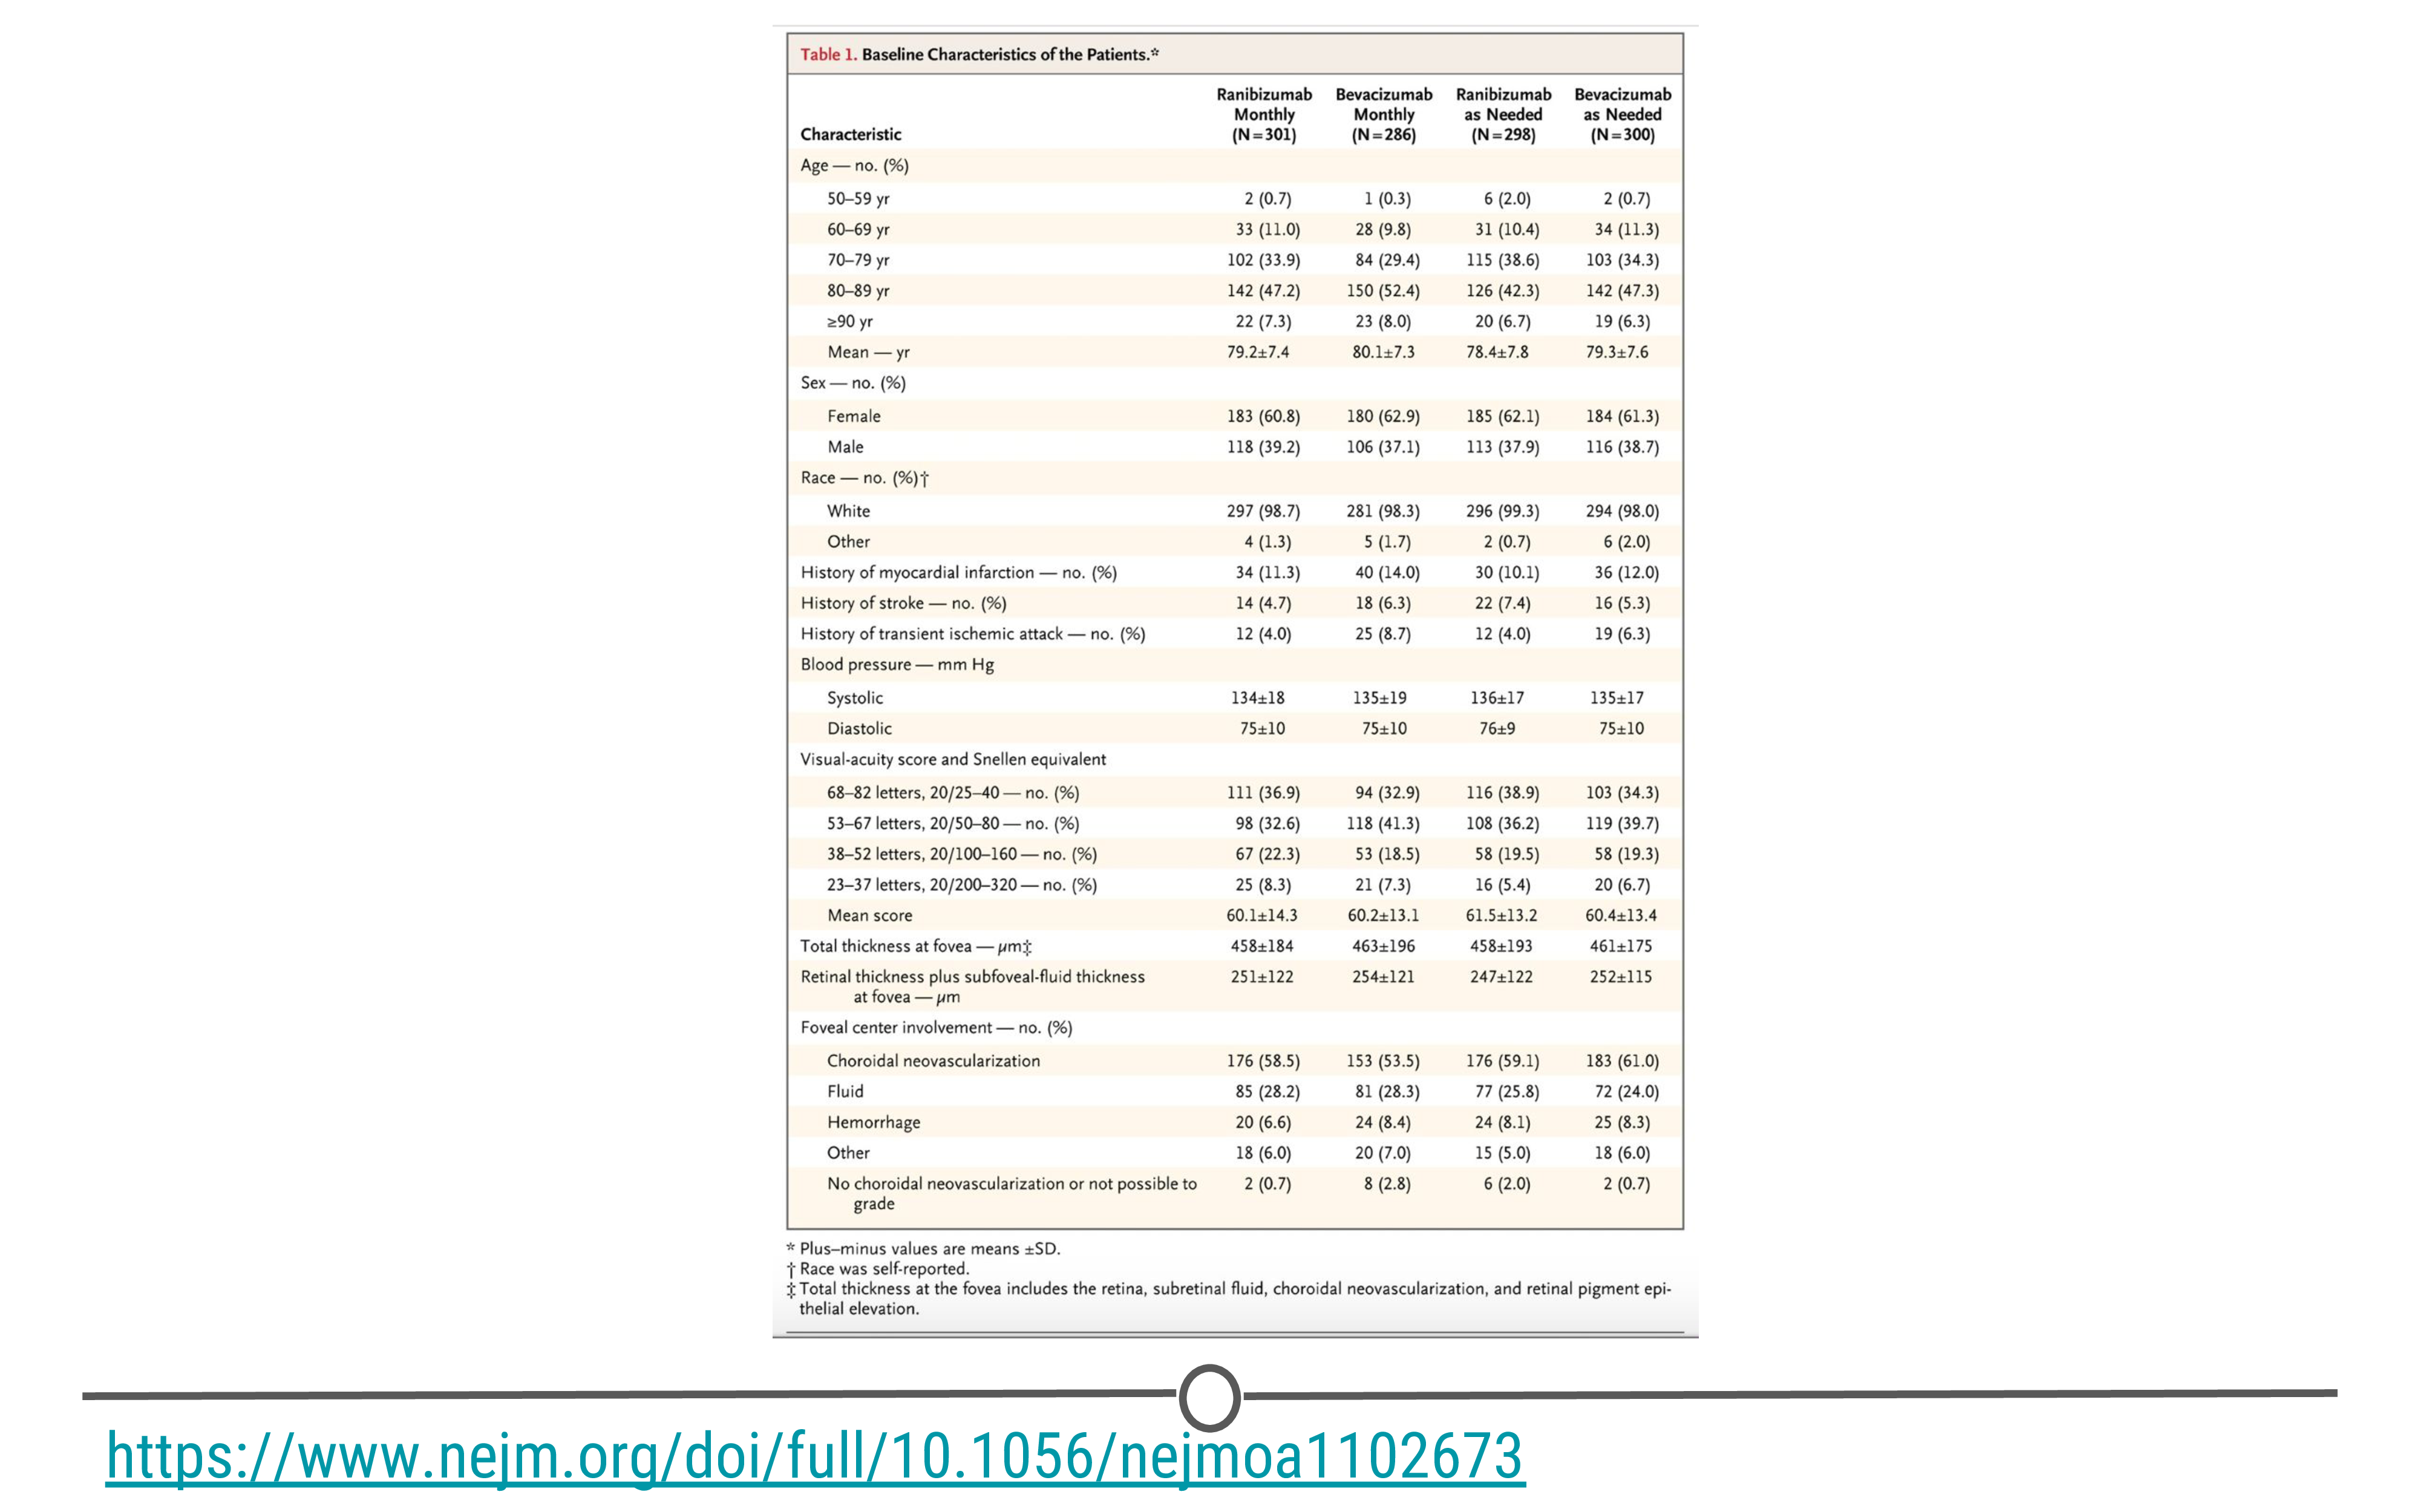 Table 1. Baseline Characteristics of the Patients.*
Characteristic Ranibizumab Monthly (N=301) Bevacizumab Monthly (N=286) Ranibizumab as Needed (N=298) Bevacizumab as Needed (N=300)
Age — no. (%)
50–59 yr 2 (0.7) 1 (0.3) 6 (2.0) 2 (0.7)
60–69 yr 33 (11.0) 28 (9.8) 31 (10.4) 34 (11.3)
70–79 yr 102 (33.9) 84 (29.4) 115 (38.6) 103 (34.3)
80–89 yr 142 (47.2) 150 (52.4) 126 (42.3) 142 (47.3)
≥90 yr 22 (7.3) 23 (8.0) 20 (6.7) 19 (6.3)
Mean — yr 79.2±7.4 80.1±7.3 78.4±7.8 79.3±7.6
Sex — no. (%)
Female 183 (60.8) 180 (62.9) 185 (62.1) 184 (61.3)
Male 118 (39.2) 106 (37.1) 113 (37.9) 116 (38.7)
Race — no. (%)†
White 297 (98.7) 281 (98.3) 296 (99.3) 294 (98.0)
Other 4 (1.3) 5 (1.7) 2 (0.7) 6 (2.0)
History of myocardial infarction — no. (%) 34 (11.3) 40 (14.0) 30 (10.1) 36 (12.0)
History of stroke — no. (%) 14 (4.7) 18 (6.3) 22 (7.4) 16 (5.3)
History of transient ischemic attack — no. (%) 12 (4.0) 25 (8.7) 12 (4.0) 19 (6.3)
Blood pressure — mm Hg
Systolic 134±18 135±19 136±17 135±17
Diastolic 75±10 75±10 76±9 75±10
Visual-acuity score and Snellen equivalent
68–82 letters, 20/25–40 — no. (%) 111 (36.9) 94 (32.9) 116 (38.9) 103 (34.3)
53–67 letters, 20/50–80 — no. (%) 98 (32.6) 118 (41.3) 108 (36.2) 119 (39.7)
38–52 letters, 20/100–160 — no. (%) 67 (22.3) 53 (18.5) 58 (19.5) 58 (19.3)
23–37 letters, 20/200–320 — no. (%) 25 (8.3) 21 (7.3) 16 (5.4) 20 (6.7)
Mean score 60.1±14.3 60.2±13.1 61.5±13.2 60.4±13.4
Total thickness at fovea — μm‡ 458±184 463±196 458±193 461±175
Retinal thickness plus subfoveal-fluid thickness 251±122 254±121 247±122 252±115
at fovea — μm
Foveal center involvement — no. (%)
Choroidal neovascularization 176 (58.5) 153 (53.5) 176 (59.1) 183 (61.0)
Fluid 85 (28.2) 81 (28.3) 77 (25.8) 72 (24.0)
Hemorrhage 20 (6.6) 24 (8.4) 24 (8.1) 25 (8.3)
Other 18 (6.0) 20 (7.0) 15 (5.0) 18 (6.0)
No choroidal neovascularization or not possible to 2 (0.7) 8 (2.8) 6 (2.0) 2 (0.7)
grade
* Plus–minus values are means ±SD.
† Race was self-reported.
‡ Total thickness at the fovea includes the retina, subretinal fluid, choroidal neovascularization, and retinal pigment epi-
thelial elevation.
https://www.nejm.org/doi/full/10.1056/nejmoa1102673